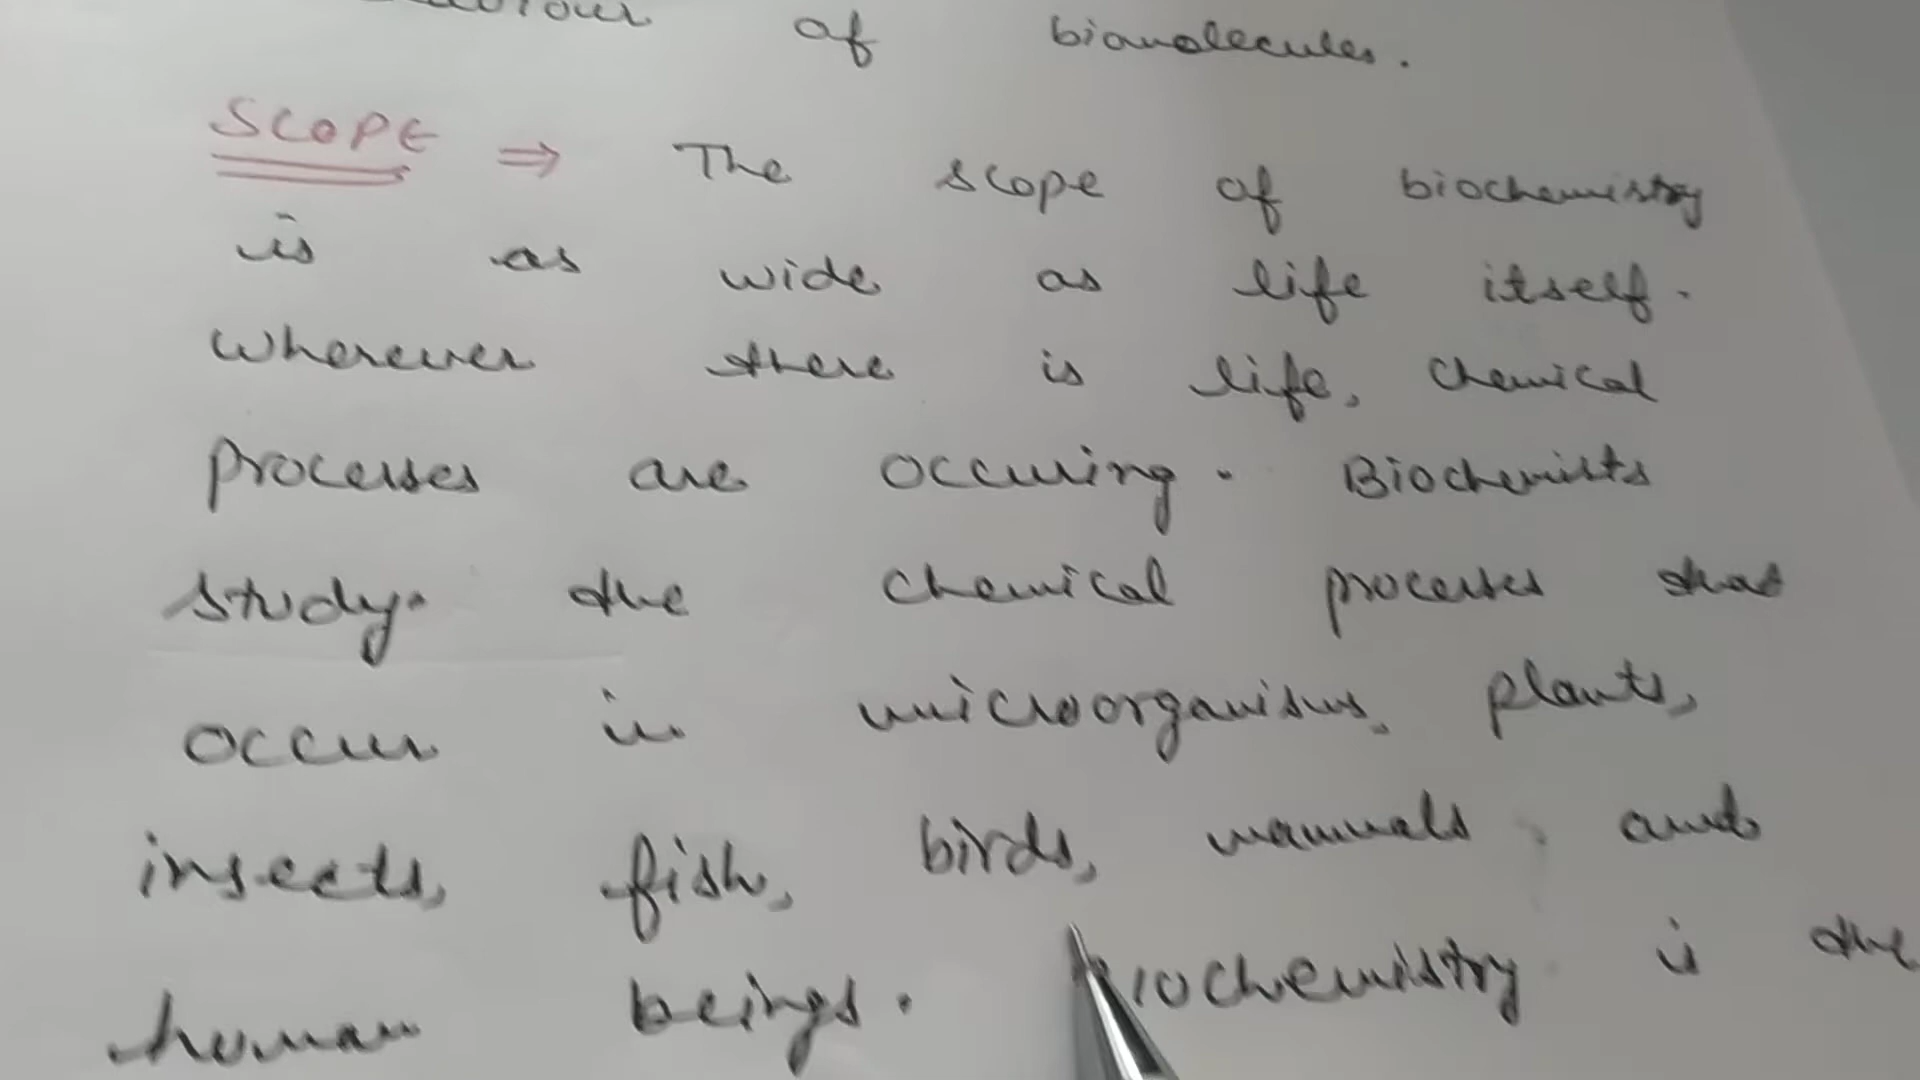 of biomolecules.
SCOPE ⇒ The scope of biochemistry
is as wide as life itself.
Wherever there is life, chemical
processes are occuring. Biochemists
study the chemical processes that
occur in microorganisms, plants,
insects, fish, birds, mammals and
human beings. Biochemistry is the